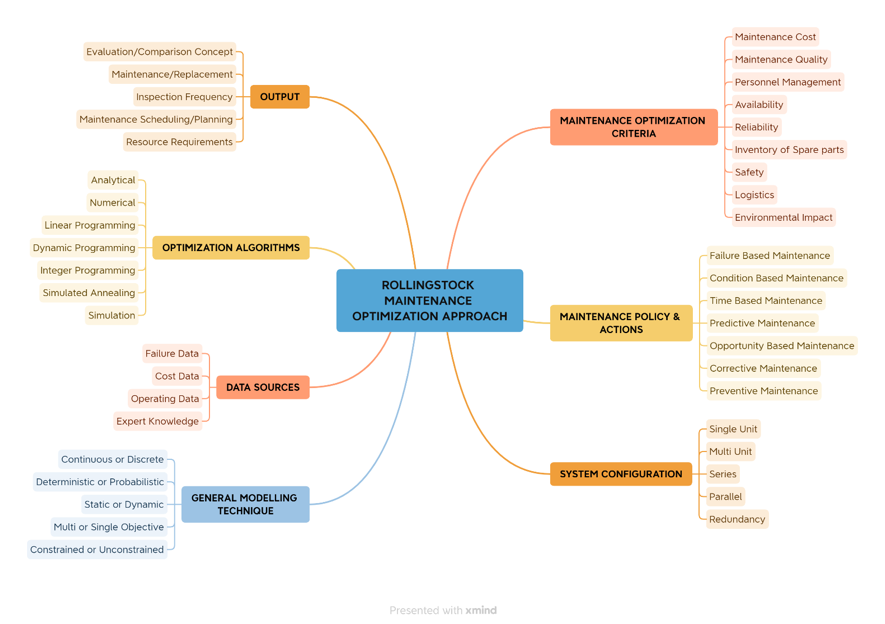 ROLLINGSTOCK
MAINTENANCE
OPTIMIZATION APPROACH
MAINTENANCE OPTIMIZATION
CRITERIA
Maintenance Cost
Maintenance Quality
Personnel Management
Availability
Reliability
Inventory of Spare parts
Safety
Logistics
Environmental Impact
MAINTENANCE POLICY &
ACTIONS
Failure Based Maintenance
Condition Based Maintenance
Time Based Maintenance
Predictive Maintenance
Opportunity Based Maintenance
Corrective Maintenance
Preventive Maintenance
SYSTEM CONFIGURATION
Single Unit
Multi Unit
Series
Parallel
Redundancy
OUTPUT
Evaluation/Comparison Concept
Maintenance/Replacement
Inspection Frequency
Maintenance Scheduling/Planning
Resource Requirements
OPTIMIZATION ALGORITHMS
Analytical
Numerical
Linear Programming
Dynamic Programming
Integer Programming
Simulated Annealing
Simulation
DATA SOURCES
Failure Data
Cost Data
Operating Data
Expert Knowledge
GENERAL MODELLING
TECHNIQUE
Continuous or Discrete
Deterministic or Probabilistic
Static or Dynamic
Multi or Single Objective
Constrained or Unconstrained
Presented with xmind